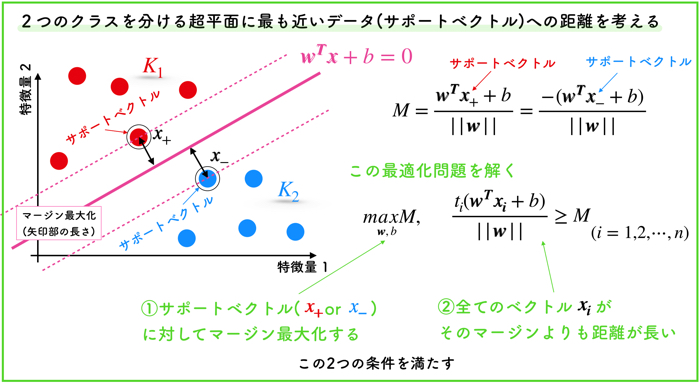 2つのクラスを分ける超平面に最も近いデータ(サポートベクトル)への距離を考える
特徴量 2
K₁
wᵀx + b = 0
サポートベクトル
x₊
x₋
K₂
サポートベクトル
マージン最大化
(矢印部の長さ)
特徴量 1
サポートベクトル
サポートベクトル
M = (wᵀx₊ + b) / ||w|| = -(wᵀx₋ + b) / ||w||
この最適化問題を解く
max M, w, b
tᵢ(wᵀxᵢ + b) / ||w|| ≥ M (i = 1,2,⋯,n)
①サポートベクトル( x₊or x₋ )
に対してマージン最大化する
②全てのベクトル xᵢ が
そのマージンよりも距離が長い
この2つの条件を満たす